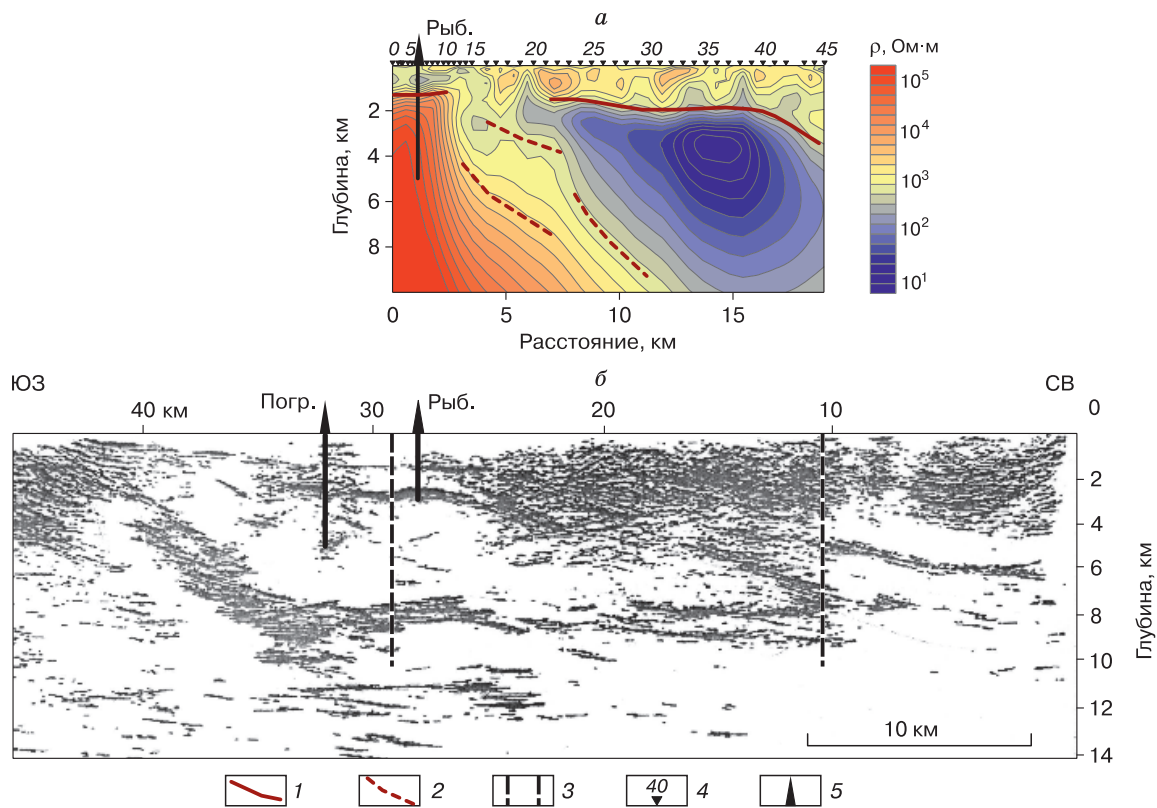 а
Рыб.
0 5 10 15 20 25 30 35 40 45
ρ, Ом·м
10⁵
10⁴
10³
10²
10¹
Глубина, км
2
4
6
8
0 5 10 15
Расстояние, км
ЮЗ б СВ
40 км Погр. 30 Рыб. 20 10 0
2
4
6
8
10
12
14
Глубина, км
10 км
1 2 3 40 4 5